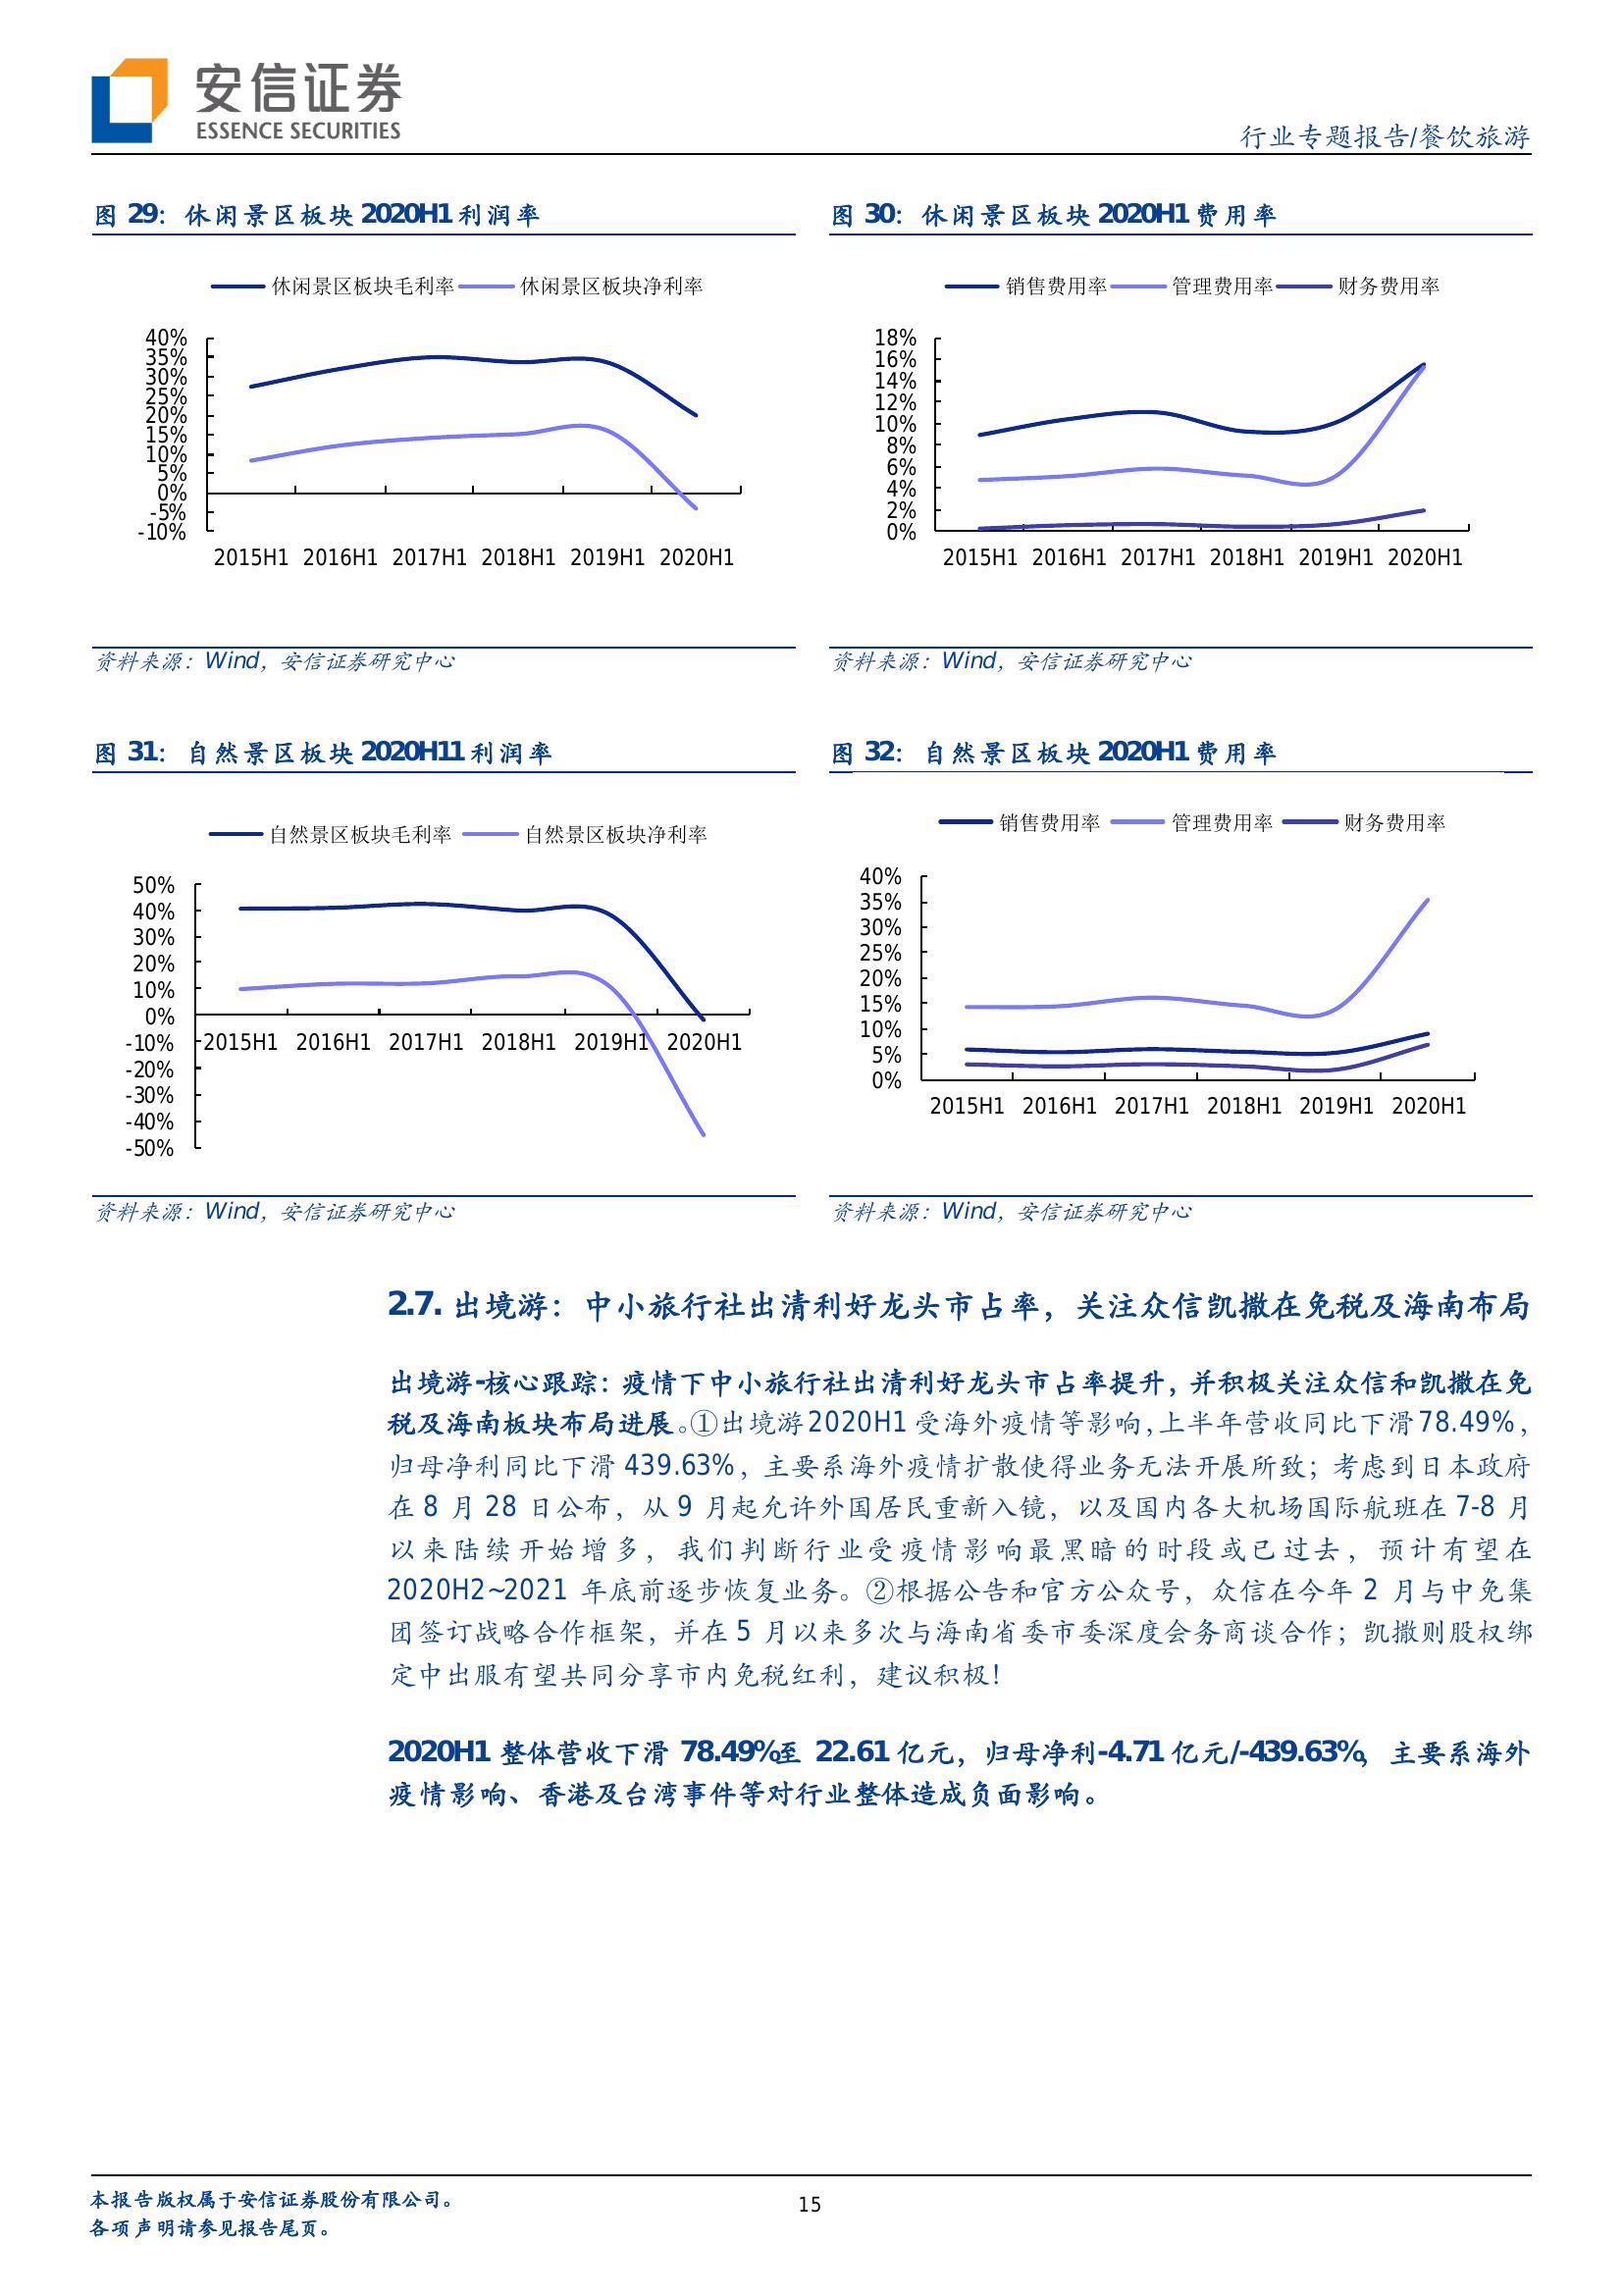 安信证券
ESSENCE SECURITIES
行业专题报告/餐饮旅游
图 29：休闲景区板块 2020H1 利润率
休闲景区板块毛利率 休闲景区板块净利率
40%
35%
30%
25%
20%
15%
10%
5%
0%
-5%
-10%
2015H1 2016H1 2017H1 2018H1 2019H1 2020H1
资料来源：Wind，安信证券研究中心
图 30：休闲景区板块 2020H1 费用率
销售费用率 管理费用率 财务费用率
18%
16%
14%
12%
10%
8%
6%
4%
2%
0%
2015H1 2016H1 2017H1 2018H1 2019H1 2020H1
资料来源：Wind，安信证券研究中心
图 31：自然景区板块 2020H11 利润率
自然景区板块毛利率 自然景区板块净利率
50%
40%
30%
20%
10%
0%
-10%
-20%
-30%
-40%
-50%
2015H1 2016H1 2017H1 2018H1 2019H1 2020H1
资料来源：Wind，安信证券研究中心
图 32：自然景区板块 2020H1 费用率
销售费用率 管理费用率 财务费用率
40%
35%
30%
25%
20%
15%
10%
5%
0%
2015H1 2016H1 2017H1 2018H1 2019H1 2020H1
资料来源：Wind，安信证券研究中心
2.7. 出境游：中小旅行社出清利好龙头市占率，关注众信凯撒在免税及海南布局
出境游-核心跟踪：疫情下中小旅行社出清利好龙头市占率提升，并积极关注众信和凯撒在免
税及海南板块布局进展。①出境游 2020H1 受海外疫情等影响，上半年营收同比下滑 78.49%，
归母净利同比下滑 439.63%，主要系海外疫情扩散使得业务无法开展所致；考虑到日本政府
在 8 月 28 日公布，从 9 月起允许外国居民重新入镜，以及国内各大机场国际航班在 7-8 月
以来陆续开始增多，我们判断行业受疫情影响最黑暗的时段或已过去，预计有望在
2020H2~2021 年底前逐步恢复业务。②根据公告和官方公众号，众信在今年 2 月与中免集
团签订战略合作框架，并在 5 月以来多次与海南省委市委深度会务商谈合作；凯撒则股权绑
定中出服有望共同分享市内免税红利，建议积极！
2020H1 整体营收下滑 78.49%至 22.61 亿元，归母净利-4.71 亿元/-439.63%，主要系海外
疫情影响、香港及台湾事件等对行业整体造成负面影响。
本报告版权属于安信证券股份有限公司。
各项声明请参见报告尾页。
15